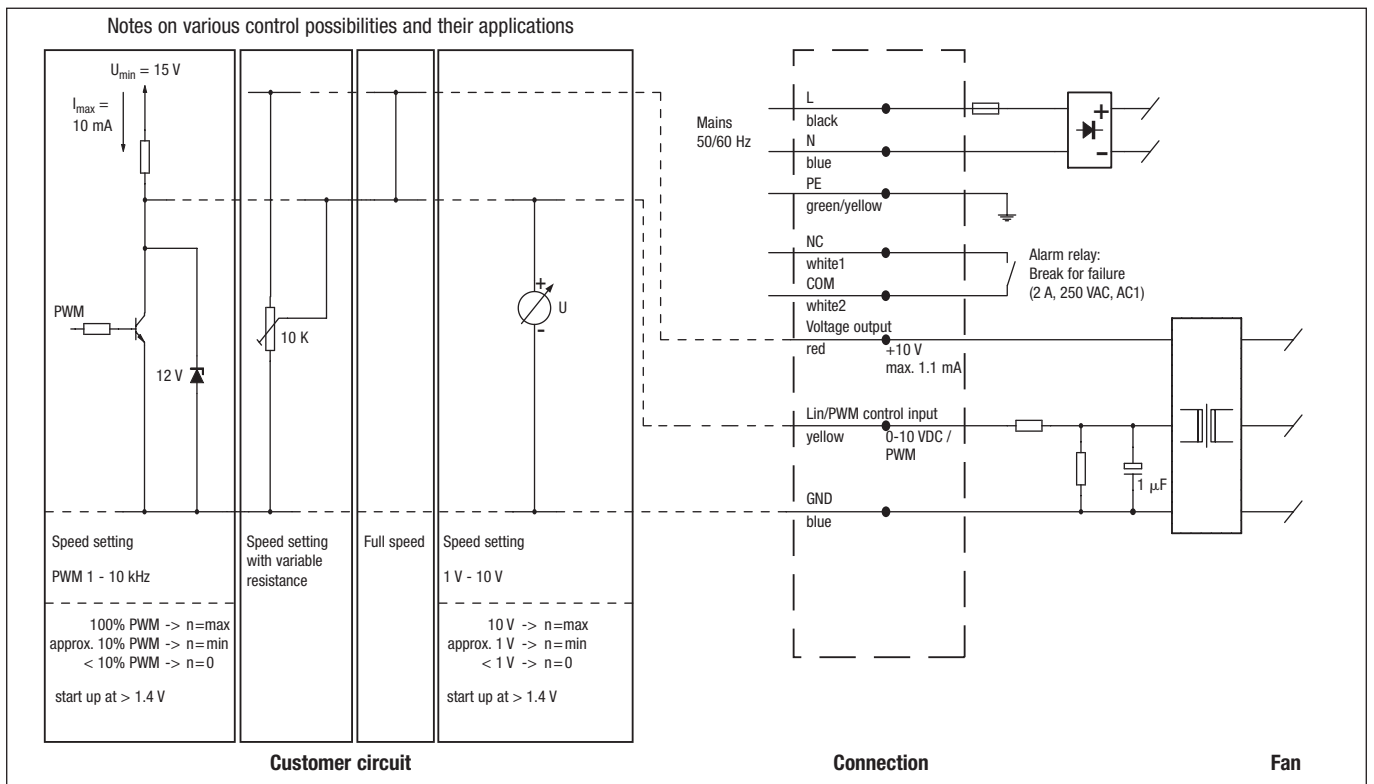 Notes on various control possibilities and their applications
Umin = 15 V
Imax =
10 mA
PWM
12 V
Speed setting
PWM 1 - 10 kHz
100% PWM -> n=max
approx. 10% PWM -> n=min
< 10% PWM -> n=0
start up at > 1.4 V
10 K
Speed setting
with variable
resistance
Full speed
+
U
-
Speed setting
1 V - 10 V
10 V -> n=max
approx. 1 V -> n=min
< 1 V -> n=0
start up at > 1.4 V
Customer circuit
Mains
50/60 Hz
L
black
N
blue
PE
green/yellow
NC
white1
COM
white2
Voltage output
red
+10 V
max. 1.1 mA
Lin/PWM control input
yellow
0-10 VDC /
PWM
GND
blue
Connection
+
-
Alarm relay:
Break for failure
(2 A, 250 VAC, AC1)
1 µF
Fan